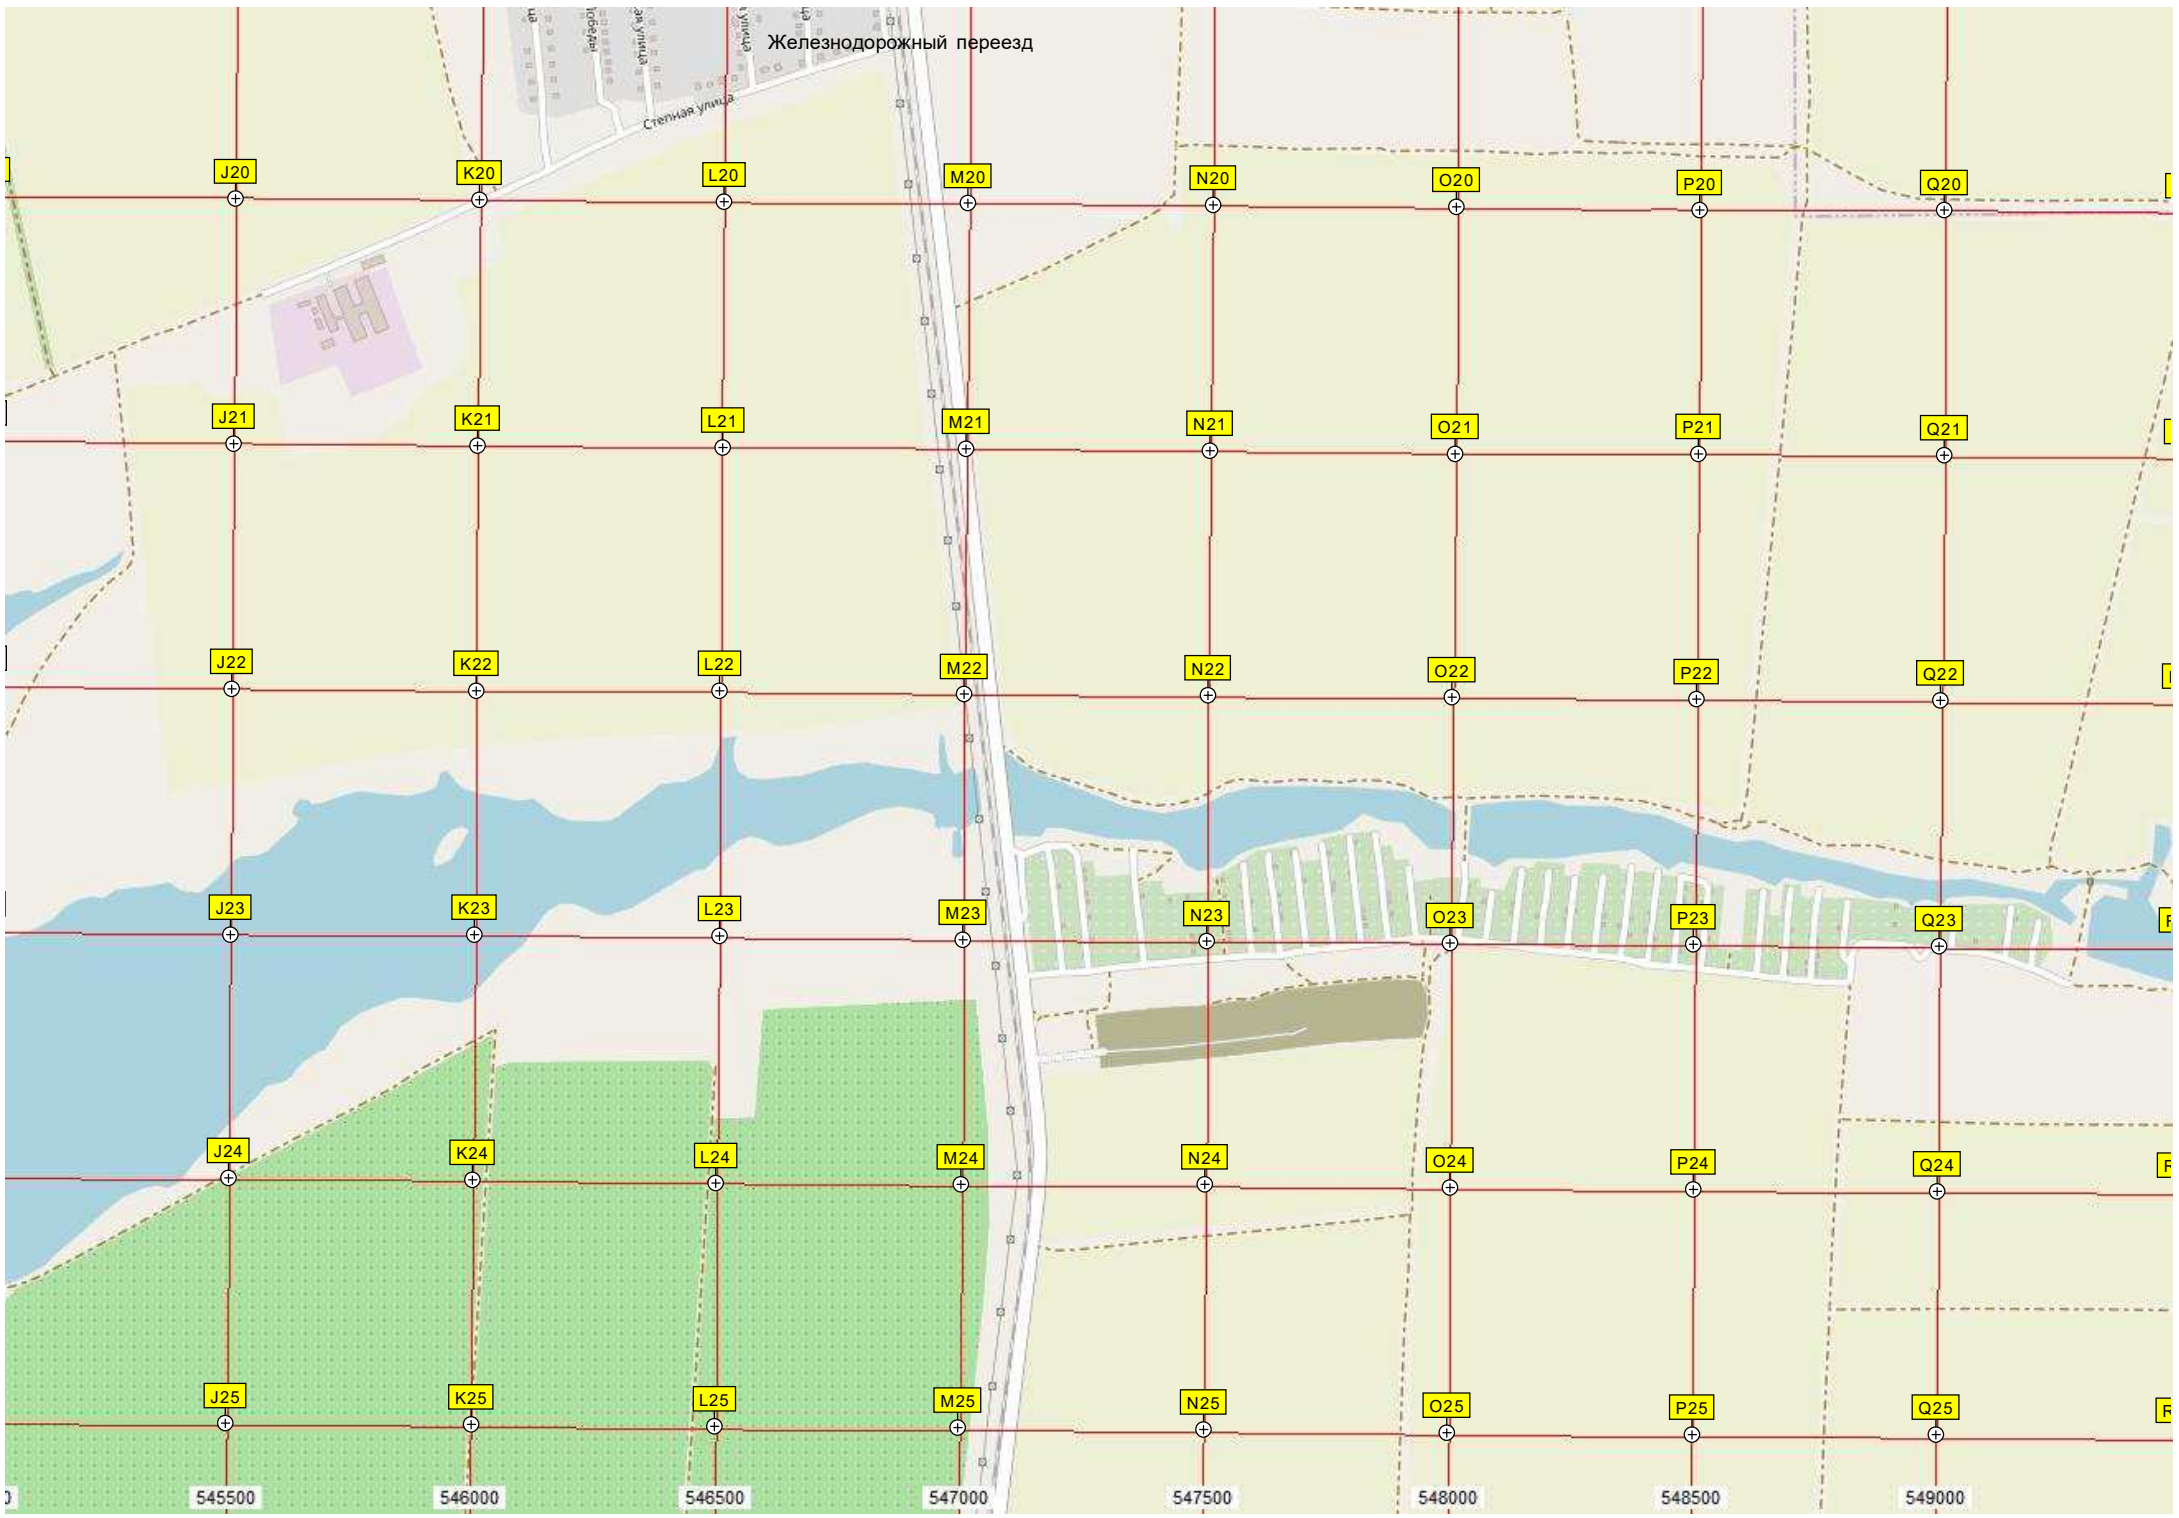 Победы
улица
Железнодорожный переезд
Степная улица
J20 K20 L20 M20 N20 O20 P20 Q20
J21 K21 L21 M21 N21 O21 P21 Q21
J22 K22 L22 M22 N22 O22 P22 Q22
J23 K23 L23 M23 N23 O23 P23 Q23
J24 K24 L24 M24 N24 O24 P24 Q24
J25 K25 L25 M25 N25 O25 P25 Q25
545500 546000 546500 547000 547500 548000 548500 549000